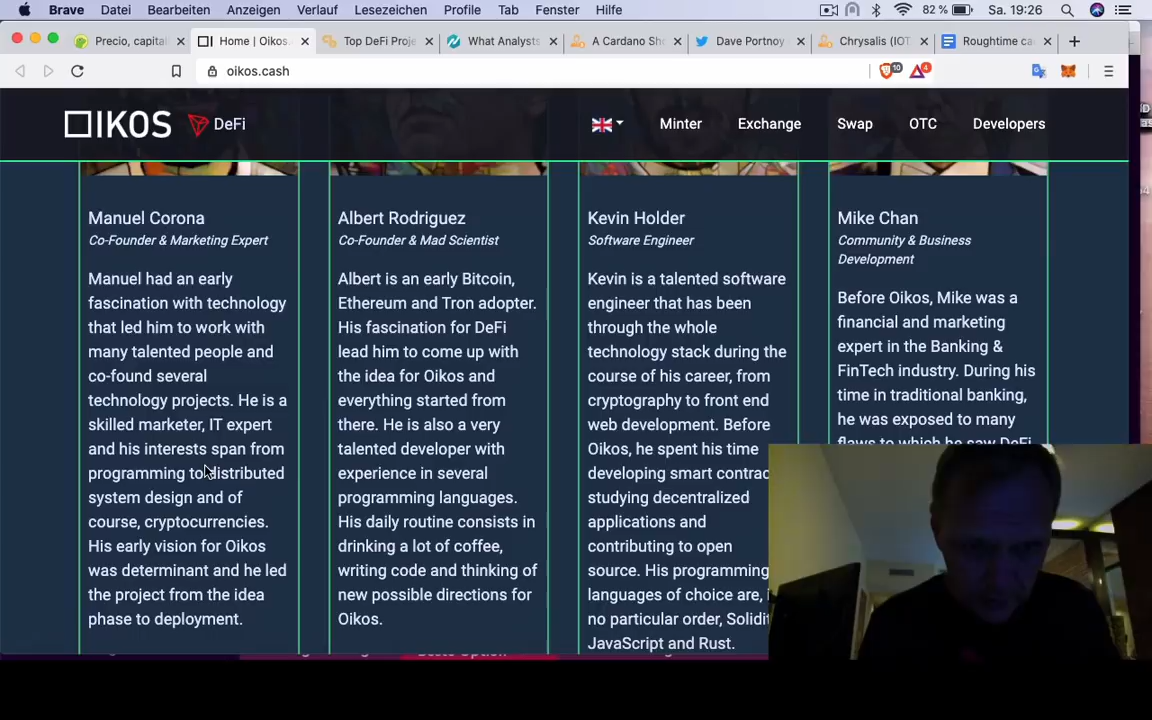 Brave Datei Bearbeiten Anzeigen Verlauf Lesezeichen Profile Tab Fenster Hilfe 82 % Sa. 19:26
Precio, capital
Home | Oikos.
Top DeFi Proje
What Analysts
A Cardano Sho
Dave Portnoy
Chrysalis (IOT
Roughtime ca
oikos.cash
10
4
OIKOS DeFi
Minter Exchange Swap OTC Developers
Manuel Corona
Co-Founder & Marketing Expert
Manuel had an early
fascination with technology
that led him to work with
many talented people and
co-found several
technology projects. He is a
skilled marketer, IT expert
and his interests span from
programming to distributed
system design and of
course, cryptocurrencies.
His early vision for Oikos
was determinant and he led
the project from the idea
phase to deployment.
Albert Rodriguez
Co-Founder & Mad Scientist
Albert is an early Bitcoin,
Ethereum and Tron adopter.
His fascination for DeFi
lead him to come up with
the idea for Oikos and
everything started from
there. He is also a very
talented developer with
experience in several
programming languages.
His daily routine consists in
drinking a lot of coffee,
writing code and thinking of
new possible directions for
Oikos.
Kevin Holder
Software Engineer
Kevin is a talented software
engineer that has been
through the whole
technology stack during the
course of his career, from
cryptography to front end
web development. Before
Oikos, he spent his time
developing smart contrac
studying decentralized
applications and
contributing to open
source. His programming
languages of choice are, i
no particular order, Solidit
JavaScript and Rust.
Mike Chan
Community & Business
Development
Before Oikos, Mike was a
financial and marketing
expert in the Banking &
FinTech industry. During his
time in traditional banking,
he was exposed to many
flaws to which he saw DeFi